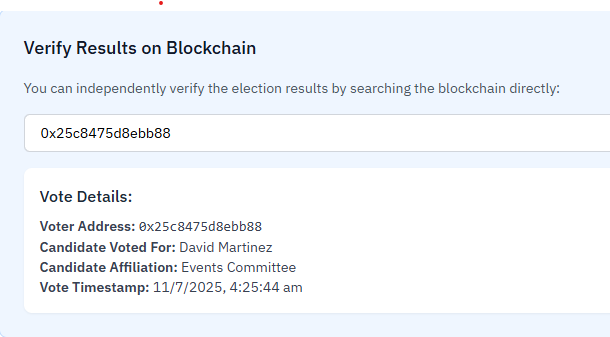 Verify Results on Blockchain
You can independently verify the election results by searching the blockchain directly:
0x25c8475d8ebb88
Vote Details:
Voter Address: 0x25c8475d8ebb88
Candidate Voted For: David Martinez
Candidate Affiliation: Events Committee
Vote Timestamp: 11/7/2025, 4:25:44 am